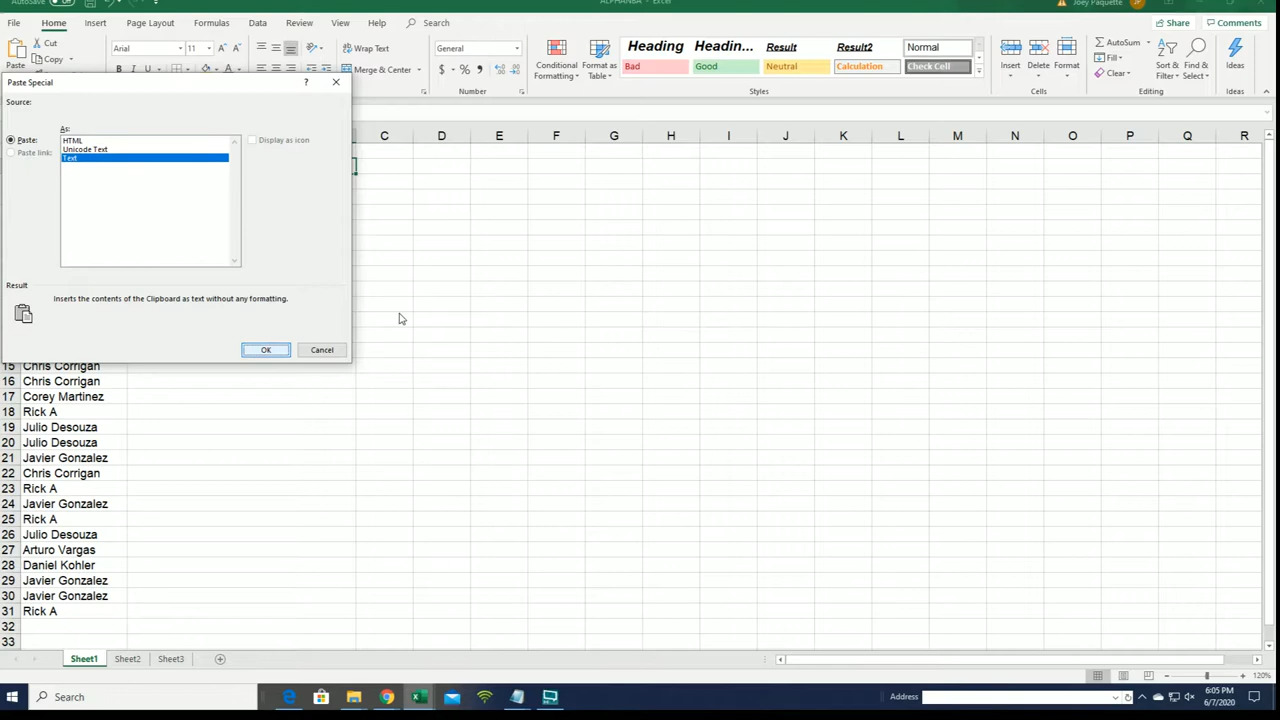 AutoSave
ALPHANBA - Excel
Joey Paquette
JP
File Home Insert Page Layout Formulas Data Review View Help Search
Share Comments
Paste
Cut
Copy
Arial 11
B I U
Wrap Text
Merge & Center
General
$ % ,
Number
Conditional Formatting
Format as Table
Heading Headin... Result Result2 Normal
Bad Good Neutral Calculation Check Cell
Styles
Insert Delete Format
Cells
AutoSum
Fill
Clear
Sort & Filter
Find & Select
Ideas
Ideas
Paste Special ? ×
Source:
As:
Paste:
Paste link:
HTML
Unicode Text
Text
Display as icon
Result
Inserts the contents of the Clipboard as text without any formatting.
OK Cancel
C D E F G H I J K L M N O P Q R
15 Chris Corrigan
16 Chris Corrigan
17 Corey Martinez
18 Rick A
19 Julio Desouza
20 Julio Desouza
21 Javier Gonzalez
22 Chris Corrigan
23 Rick A
24 Javier Gonzalez
25 Rick A
26 Julio Desouza
27 Arturo Vargas
28 Daniel Kohler
29 Javier Gonzalez
30 Javier Gonzalez
31 Rick A
32
33
Sheet1 Sheet2 Sheet3
120%
Search
Address
6:05 PM
6/7/2020